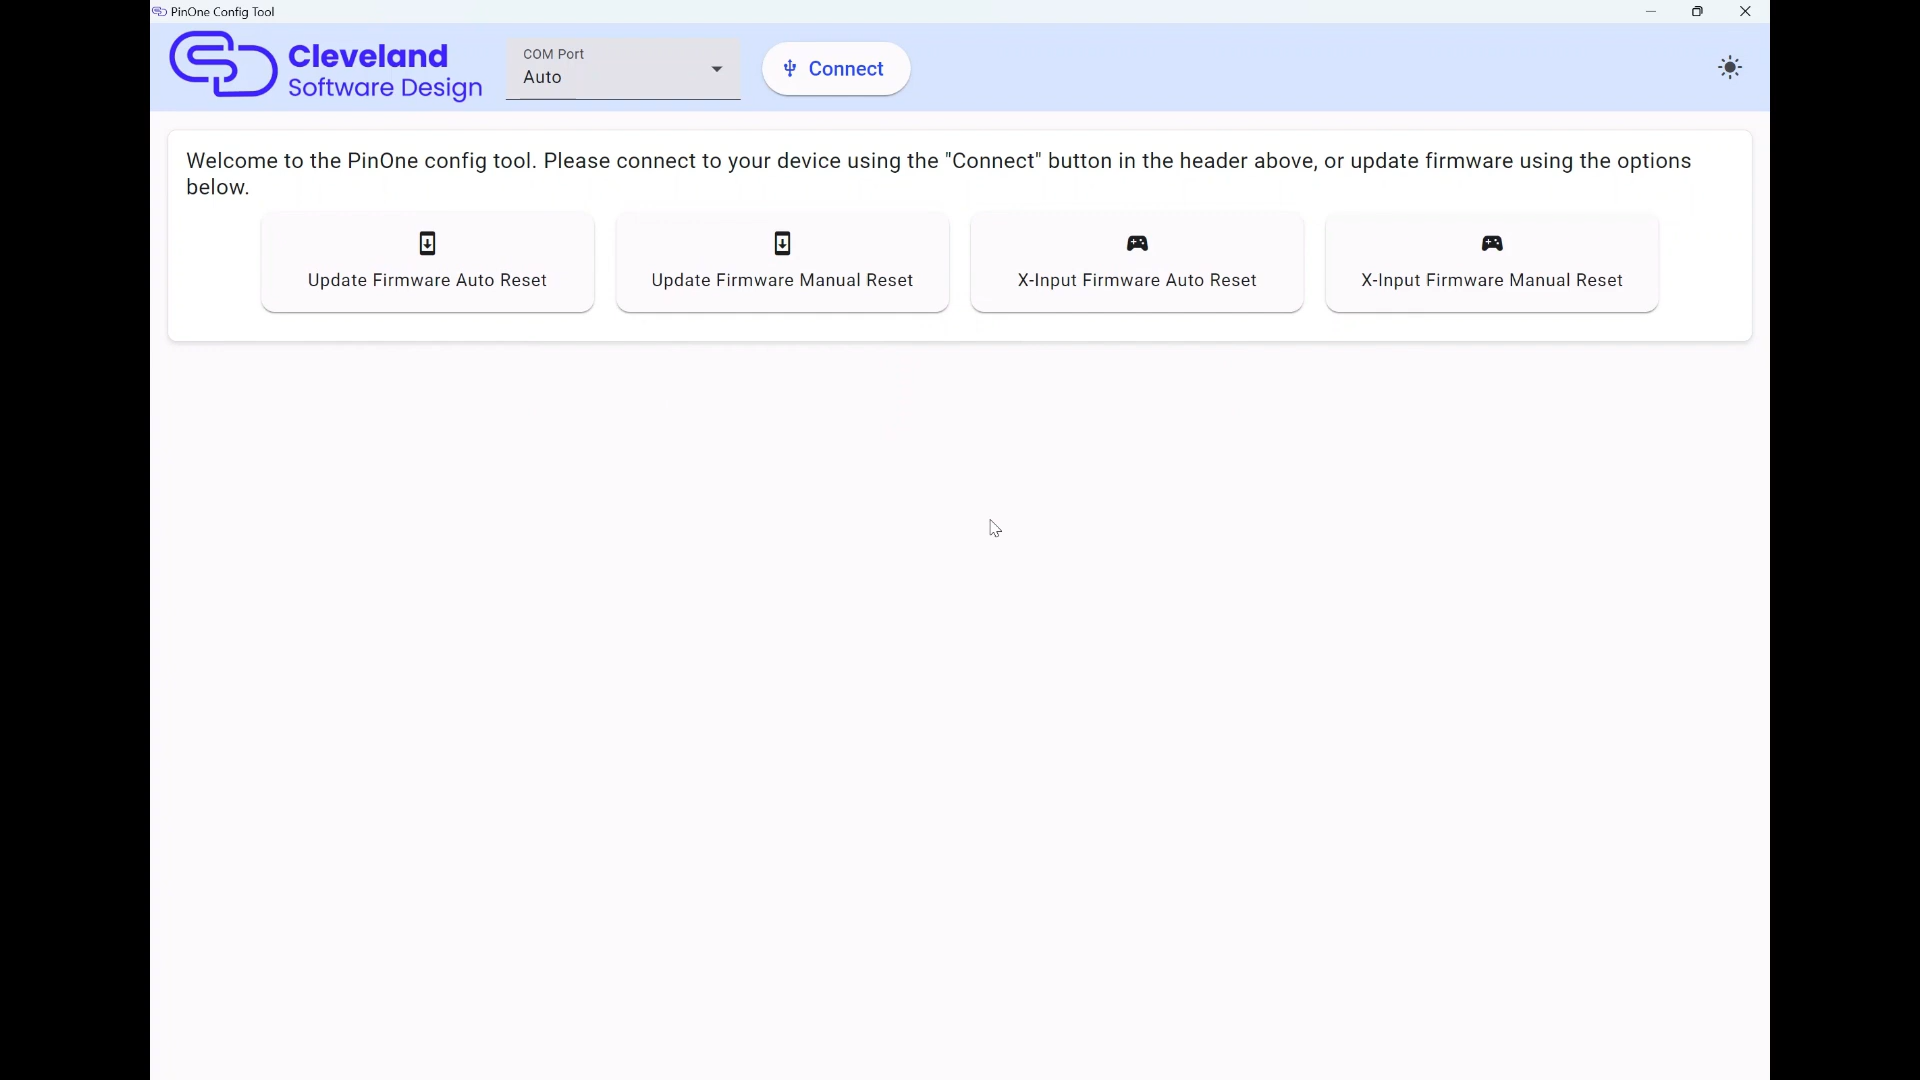 PinOne Config Tool
Cleveland
Software Design
COM Port
Auto
Connect
Welcome to the PinOne config tool. Please connect to your device using the "Connect" button in the header above, or update firmware using the options
below.
Update Firmware Auto Reset
Update Firmware Manual Reset
X-Input Firmware Auto Reset
X-Input Firmware Manual Reset